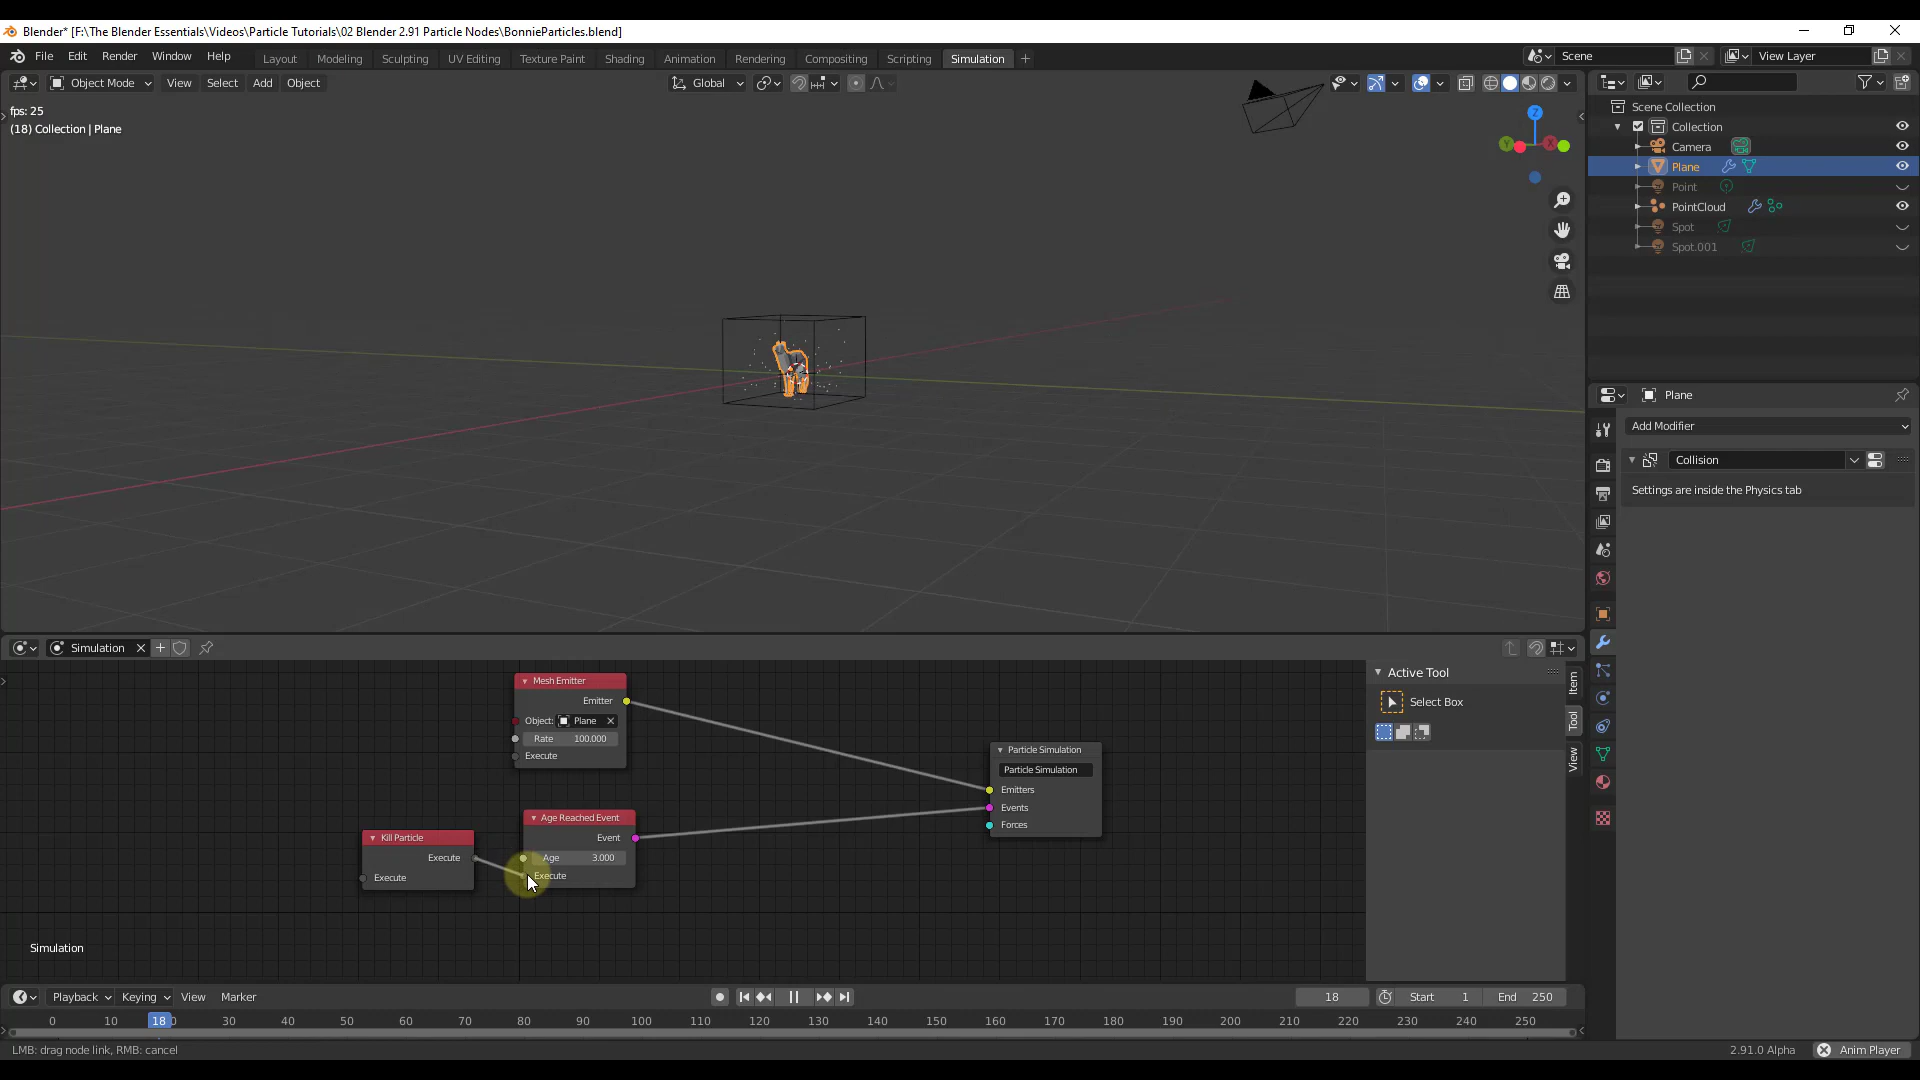 Blender* [F:\The Blender Essentials\Videos\Particle Tutorials\02 Blender 2.91 Particle Nodes\BonnieParticles.blend]
File Edit Render Window Help Layout Modeling Sculpting UV Editing Texture Paint Shading Animation Rendering Compositing Scripting Simulation + Scene View Layer
Object Mode View Select Add Object Global
fps: 25
(18) Collection | Plane
Z
Y
X
Scene Collection
Collection
Camera
Plane
Point
PointCloud
Spot
Spot.001
Plane
Add Modifier
Collision
Settings are inside the Physics tab
Simulation
Mesh Emitter
Emitter
Object: Plane
Rate 100.000
Execute
Age Reached Event
Event
Age 3.000
Execute
Kill Particle
Execute
Execute
Particle Simulation
Particle Simulation
Emitters
Events
Forces
Simulation
Active Tool
Select Box
Item
Tool
View
Playback Keying View Marker 18 Start 1 End 250
0 10 18 30 40 50 60 70 80 90 100 110 120 130 140 150 160 170 180 190 200 210 220 230 240 250
LMB: drag node link, RMB: cancel 2.91.0 Alpha Anim Player